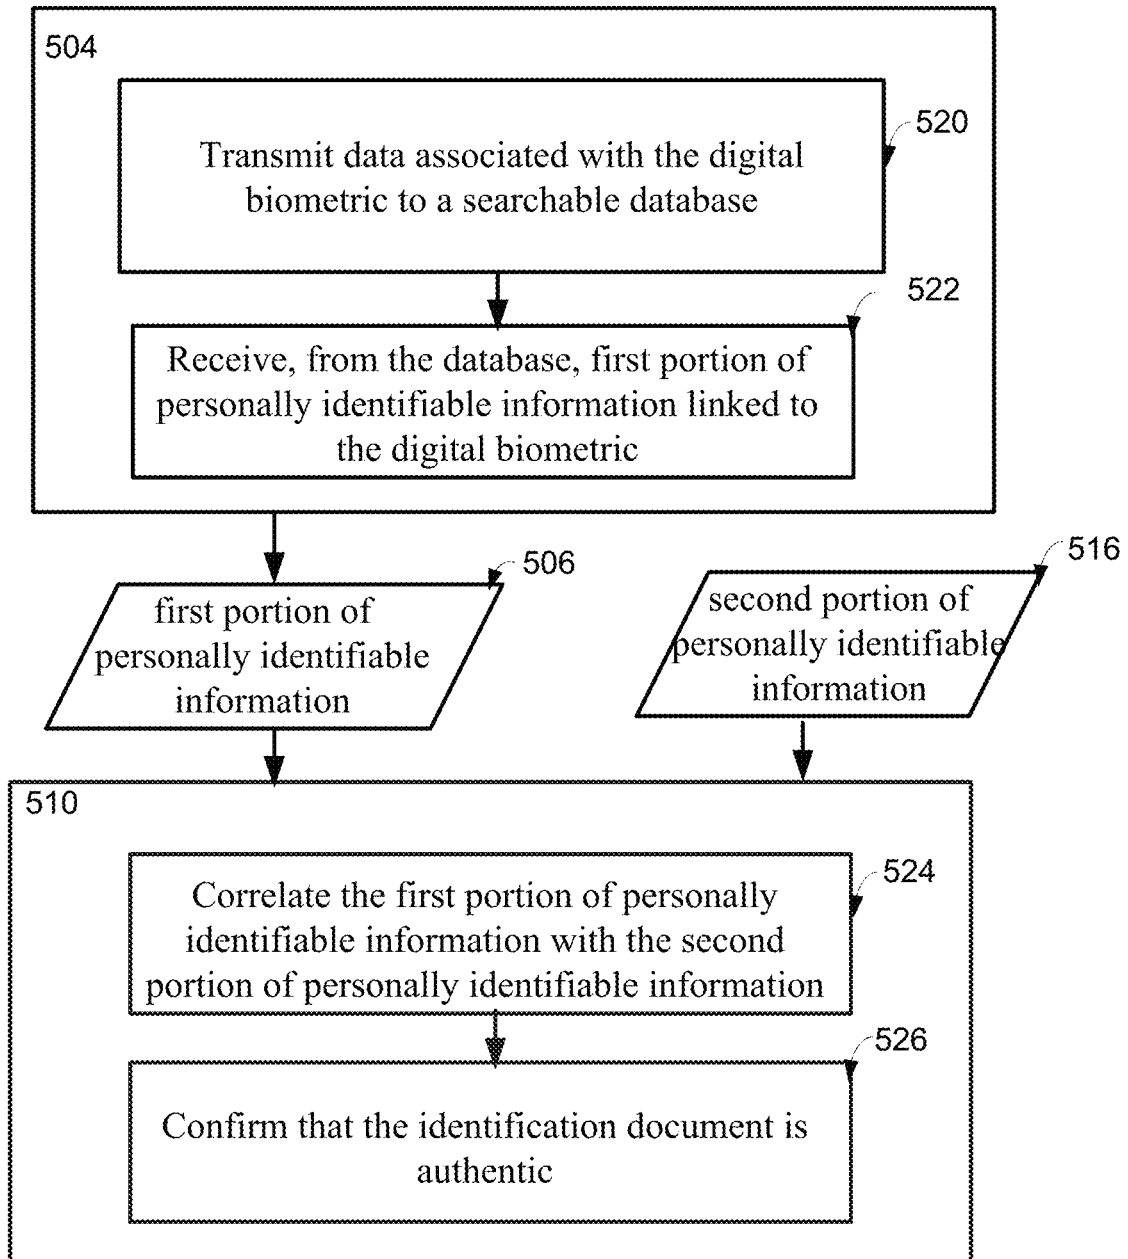 504
Transmit data associated with the digital
biometric to a searchable database
520
522
Receive, from the database, first portion of
personally identifiable information linked to
the digital biometric
506
first portion of
personally identifiable
information
516
second portion of
personally identifiable
information
510
Correlate the first portion of personally
identifiable information with the second
portion of personally identifiable information
524
526
Confirm that the identification document is
authentic